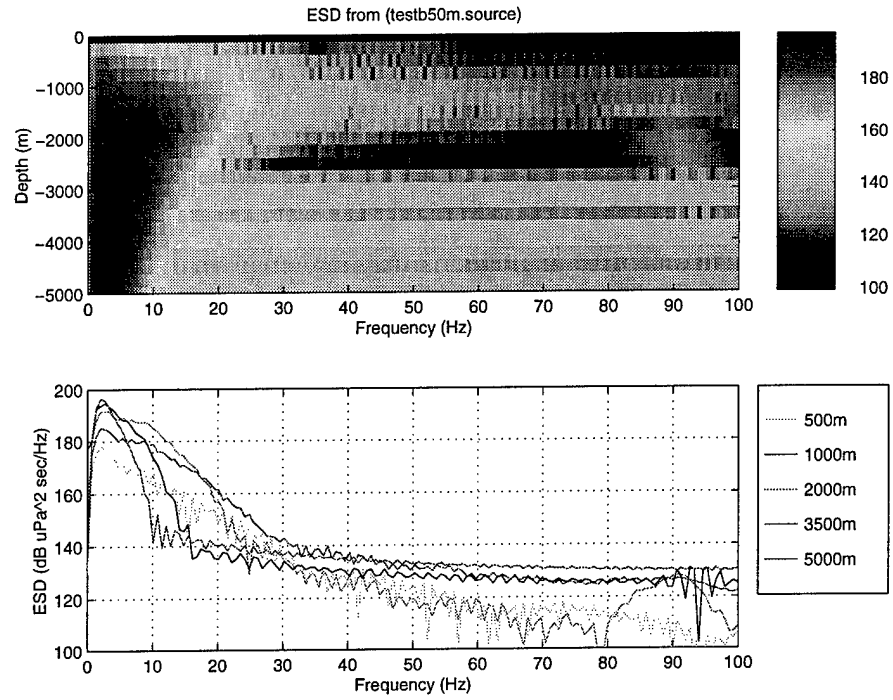 ESD from (testb50m.source)
0
−1000
−2000
−3000
−4000
−5000
Depth (m)
0 10 20 30 40 50 60 70 80 90 100
Frequency (Hz)
180
160
140
120
100
200
180
160
140
120
100
ESD (dB uPa^2 sec/Hz)
0 10 20 30 40 50 60 70 80 90 100
Frequency (Hz)
500m
1000m
2000m
3500m
5000m